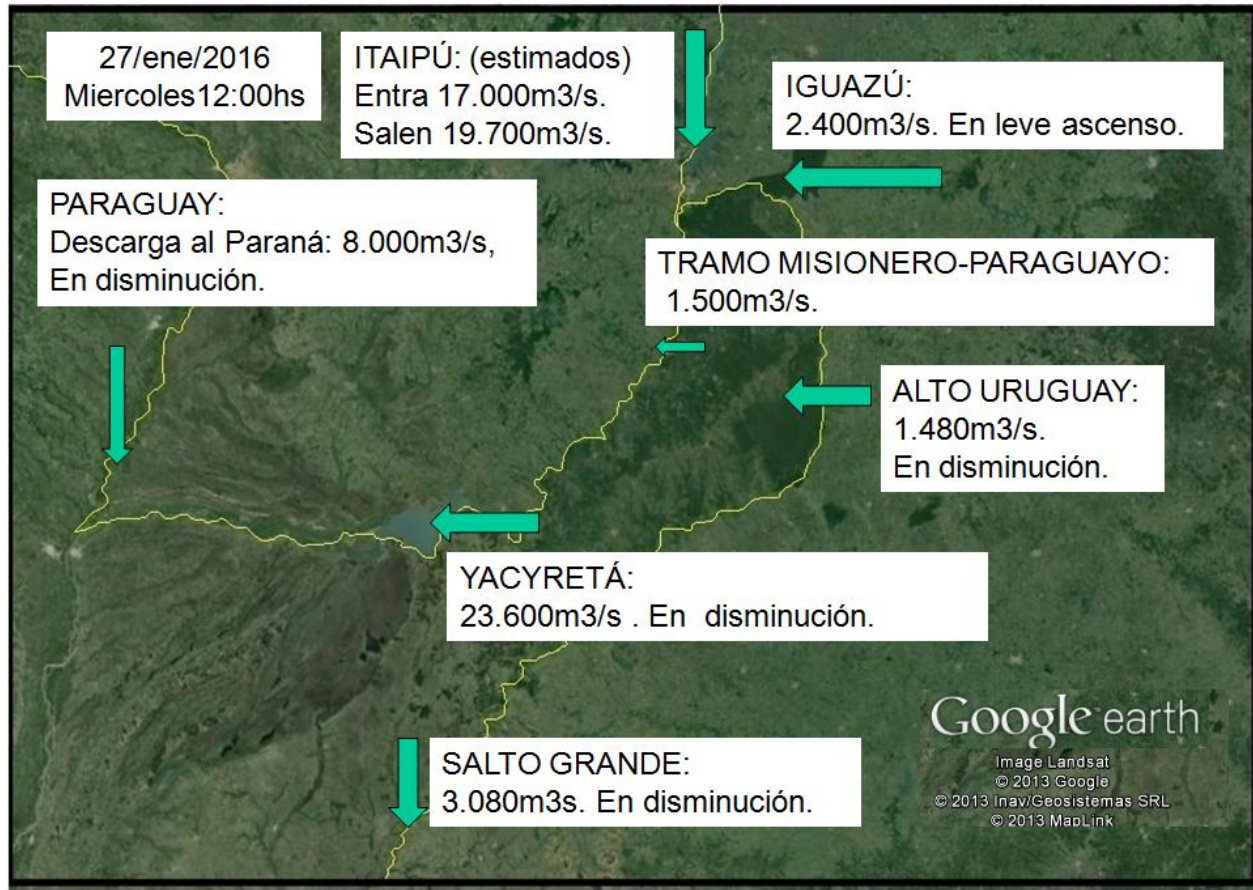 27/ene/2016
Miercoles12:00hs
ITAIPÚ: (estimados)
Entra 17.000m3/s.
Salen 19.700m3/s.
IGUAZÚ:
2.400m3/s. En leve ascenso.
PARAGUAY:
Descarga al Paraná: 8.000m3/s,
En disminución.
TRAMO MISIONERO-PARAGUAYO:
1.500m3/s.
ALTO URUGUAY:
1.480m3/s.
En disminución.
YACYRETÁ:
23.600m3/s . En disminución.
SALTO GRANDE:
3.080m3s. En disminución.
Google earth
Image Landsat
© 2013 Google
© 2013 Inav/Geosistemas SRL
© 2013 MapLink